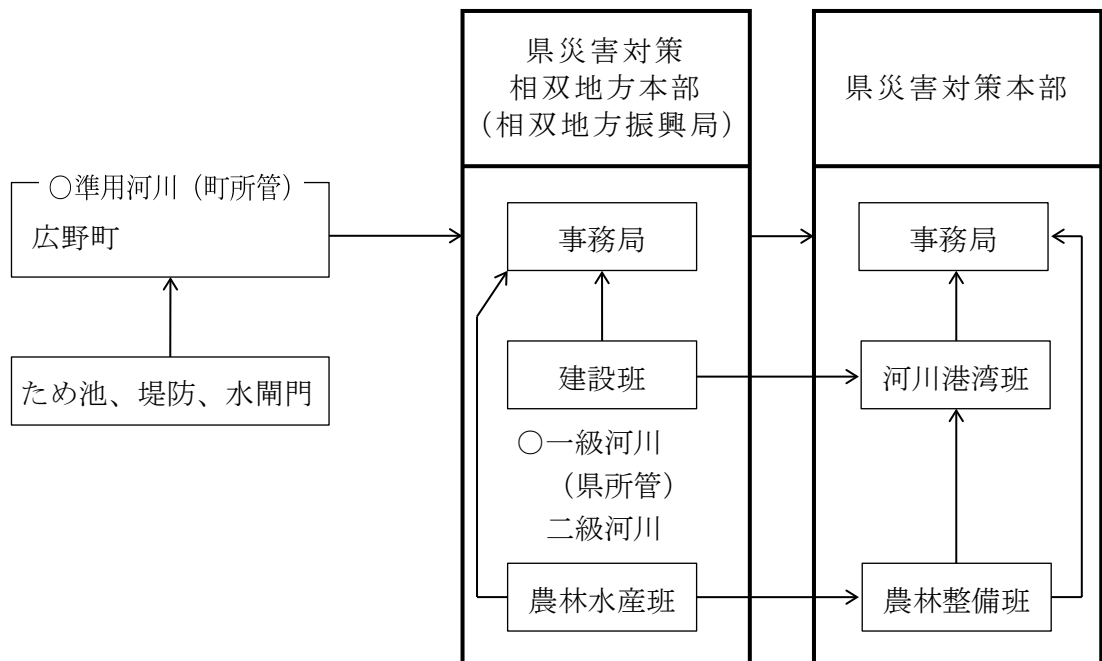 県災害対策
相双地方本部
（相双地方振興局）
県災害対策本部
○準用河川（町所管）
広野町
ため池、堤防、水閘門
事務局
建設班
○一級河川
（県所管）
二級河川
農林水産班
事務局
河川港湾班
農林整備班